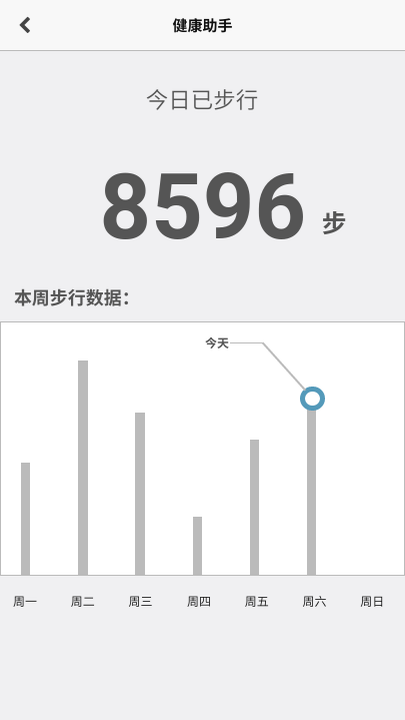 健康助手
今日已步行
8596 步
本周步行数据：
今天
周一 周二 周三 周四 周五 周六 周日